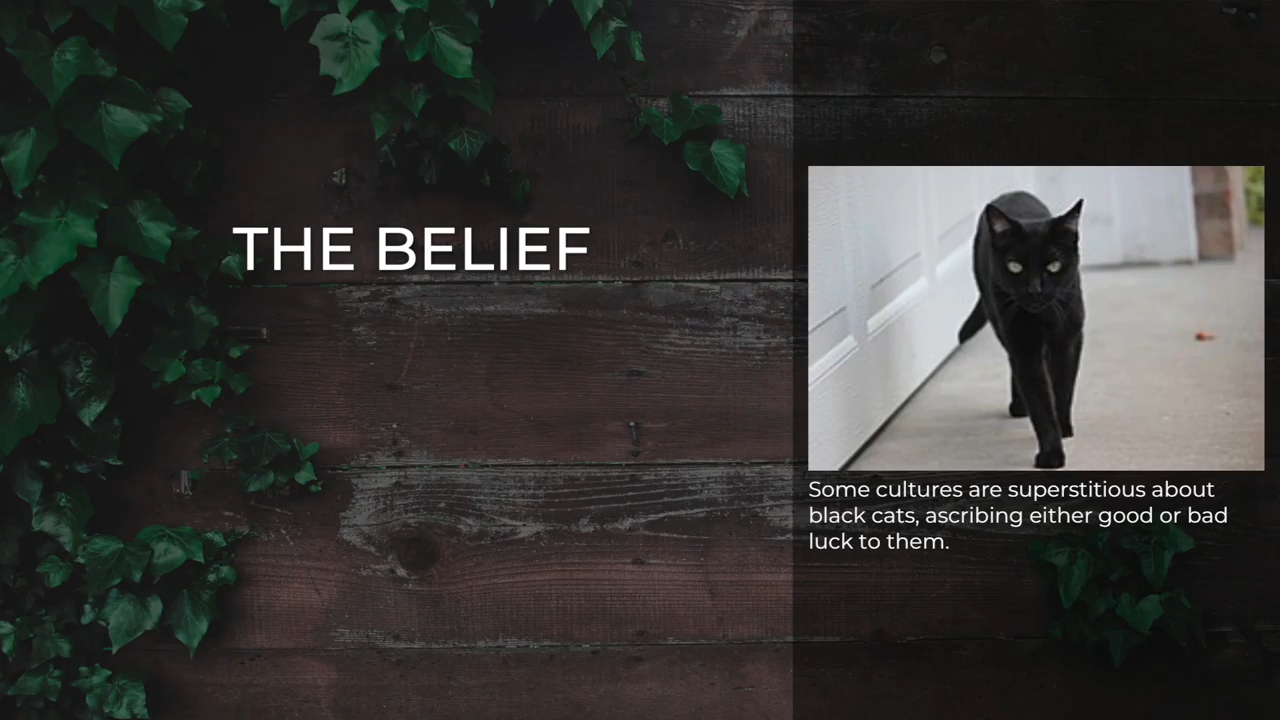 THE BELIEF
Some cultures are superstitious about
black cats, ascribing either good or bad
luck to them.